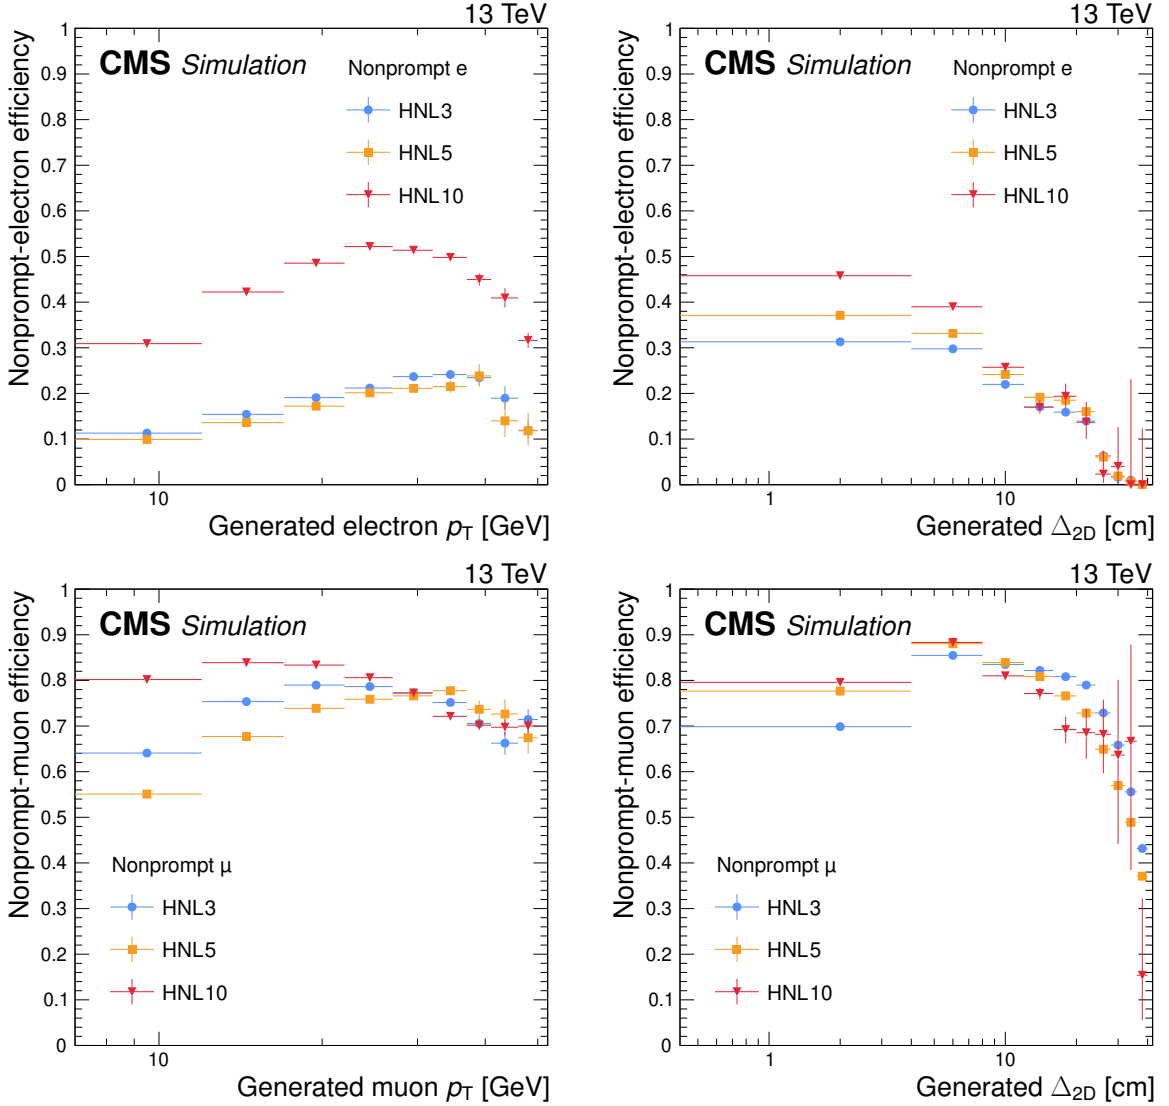 13 TeV
CMS Simulation
Nonprompt e
HNL3
HNL5
HNL10
Nonprompt-electron efficiency
1
0.9
0.8
0.7
0.6
0.5
0.4
0.3
0.2
0.1
0
10
Generated electron pT [GeV]
13 TeV
CMS Simulation
Nonprompt e
HNL3
HNL5
HNL10
Nonprompt-electron efficiency
1
0.9
0.8
0.7
0.6
0.5
0.4
0.3
0.2
0.1
0
1 10
Generated Δ2D [cm]
13 TeV
CMS Simulation
Nonprompt-muon efficiency
1
0.9
0.8
0.7
0.6
0.5
0.4
0.3
0.2
0.1
0
Nonprompt μ
HNL3
HNL5
HNL10
10
Generated muon pT [GeV]
13 TeV
CMS Simulation
Nonprompt-muon efficiency
1
0.9
0.8
0.7
0.6
0.5
0.4
0.3
0.2
0.1
0
Nonprompt μ
HNL3
HNL5
HNL10
1 10
Generated Δ2D [cm]